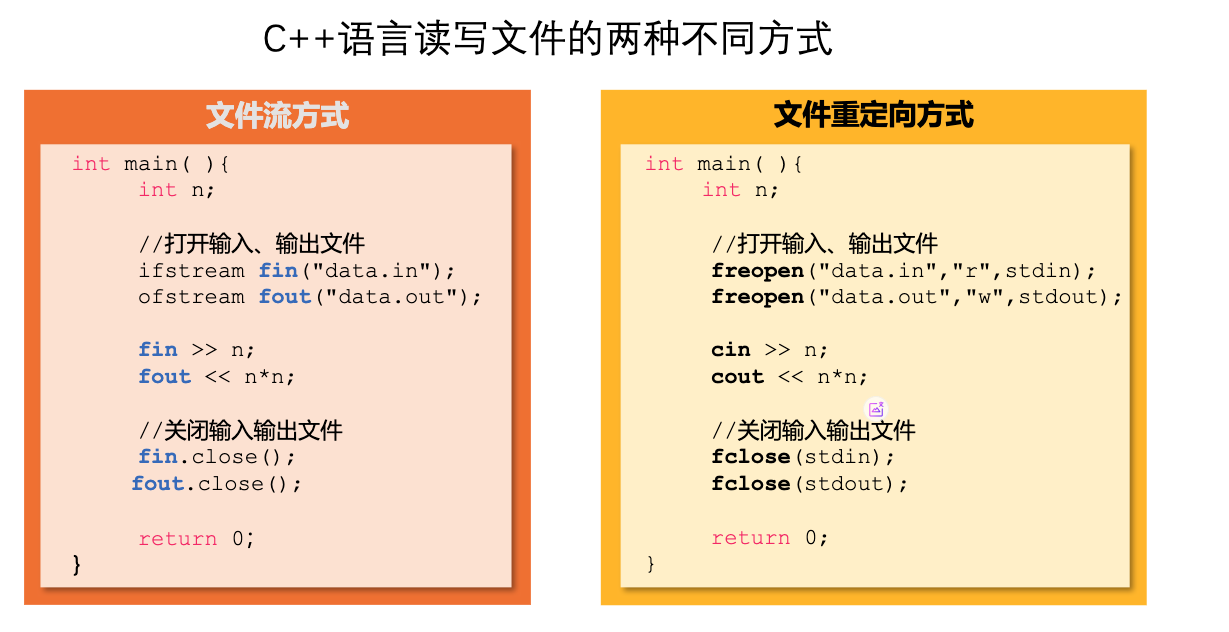 C++语言读写文件的两种不同方式
文件流方式
int main( ){
int n;
//打开输入、输出文件
ifstream fin("data.in");
ofstream fout("data.out");
fin >> n;
fout << n*n;
//关闭输入输出文件
fin.close();
fout.close();
return 0;
}
文件重定向方式
int main( ){
int n;
//打开输入、输出文件
freopen("data.in","r",stdin);
freopen("data.out","w",stdout);
cin >> n;
cout << n*n;
//关闭输入输出文件
fclose(stdin);
fclose(stdout);
return 0;
}